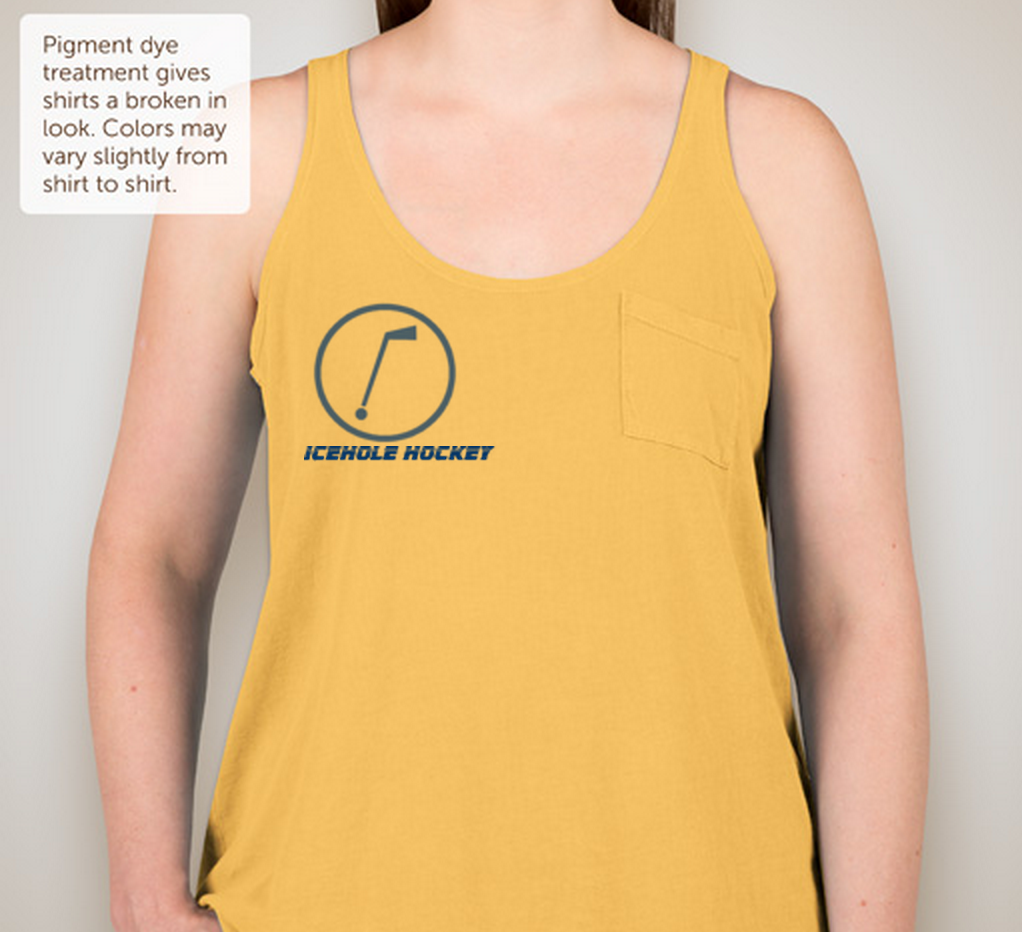 Pigment dye
treatment gives
shirts a broken in
look. Colors may
vary slightly from
shirt to shirt.
ICEHOLE HOCKEY